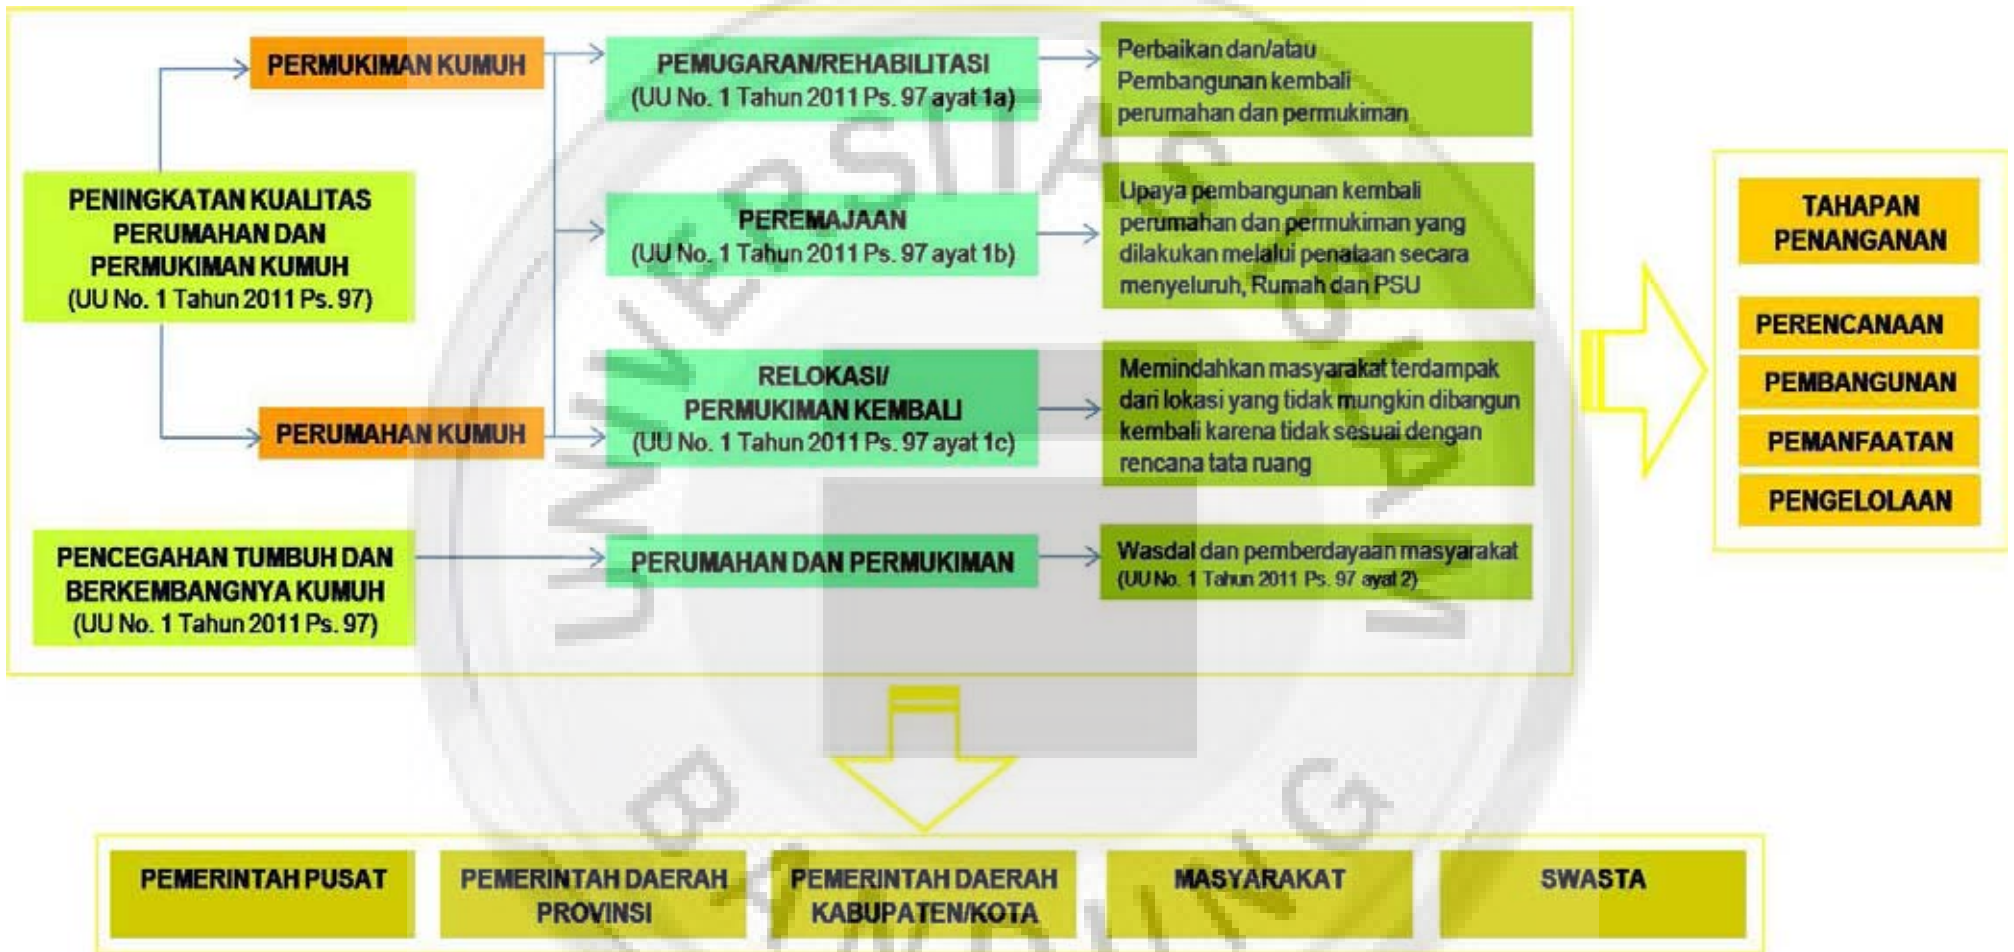 PERMUKIMAN KUMUH
PENINGKATAN KUALITAS
PERUMAHAN DAN
PERMUKIMAN KUMUH
(UU No. 1 Tahun 2011 Ps. 97)
PERUMAHAN KUMUH
PENCEGAHAN TUMBUH DAN
BERKEMBANGNYA KUMUH
(UU No. 1 Tahun 2011 Ps. 97)
PEMUGARAN/REHABILITASI
(UU No. 1 Tahun 2011 Ps. 97 ayat 1a)
PEREMAJAAN
(UU No. 1 Tahun 2011 Ps. 97 ayat 1b)
RELOKASI/
PERMUKIMAN KEMBALI
(UU No. 1 Tahun 2011 Ps. 97 ayat 1c)
PERUMAHAN DAN PERMUKIMAN
Perbaikan dan/atau
Pembangunan kembali
perumahan dan permukiman
Upaya pembangunan kembali
perumahan dan permukiman yang
dilakukan melalui penataan secara
menyeluruh, Rumah dan PSU
Memindahkan masyarakat terdampak
dari lokasi yang tidak mungkin dibangun
kembali karena tidak sesuai dengan
rencana tata ruang
Wasdal dan pemberdayaan masyarakat
(UU No. 1 Tahun 2011 Ps. 97 ayat 2)
TAHAPAN
PENANGANAN
PERENCANAAN
PEMBANGUNAN
PEMANFAATAN
PENGELOLAAN
PEMERINTAH PUSAT
PEMERINTAH DAERAH
PROVINSI
PEMERINTAH DAERAH
KABUPATEN/KOTA
MASYARAKAT
SWASTA
UNIVERSITAS ISLAM
BANDUNG